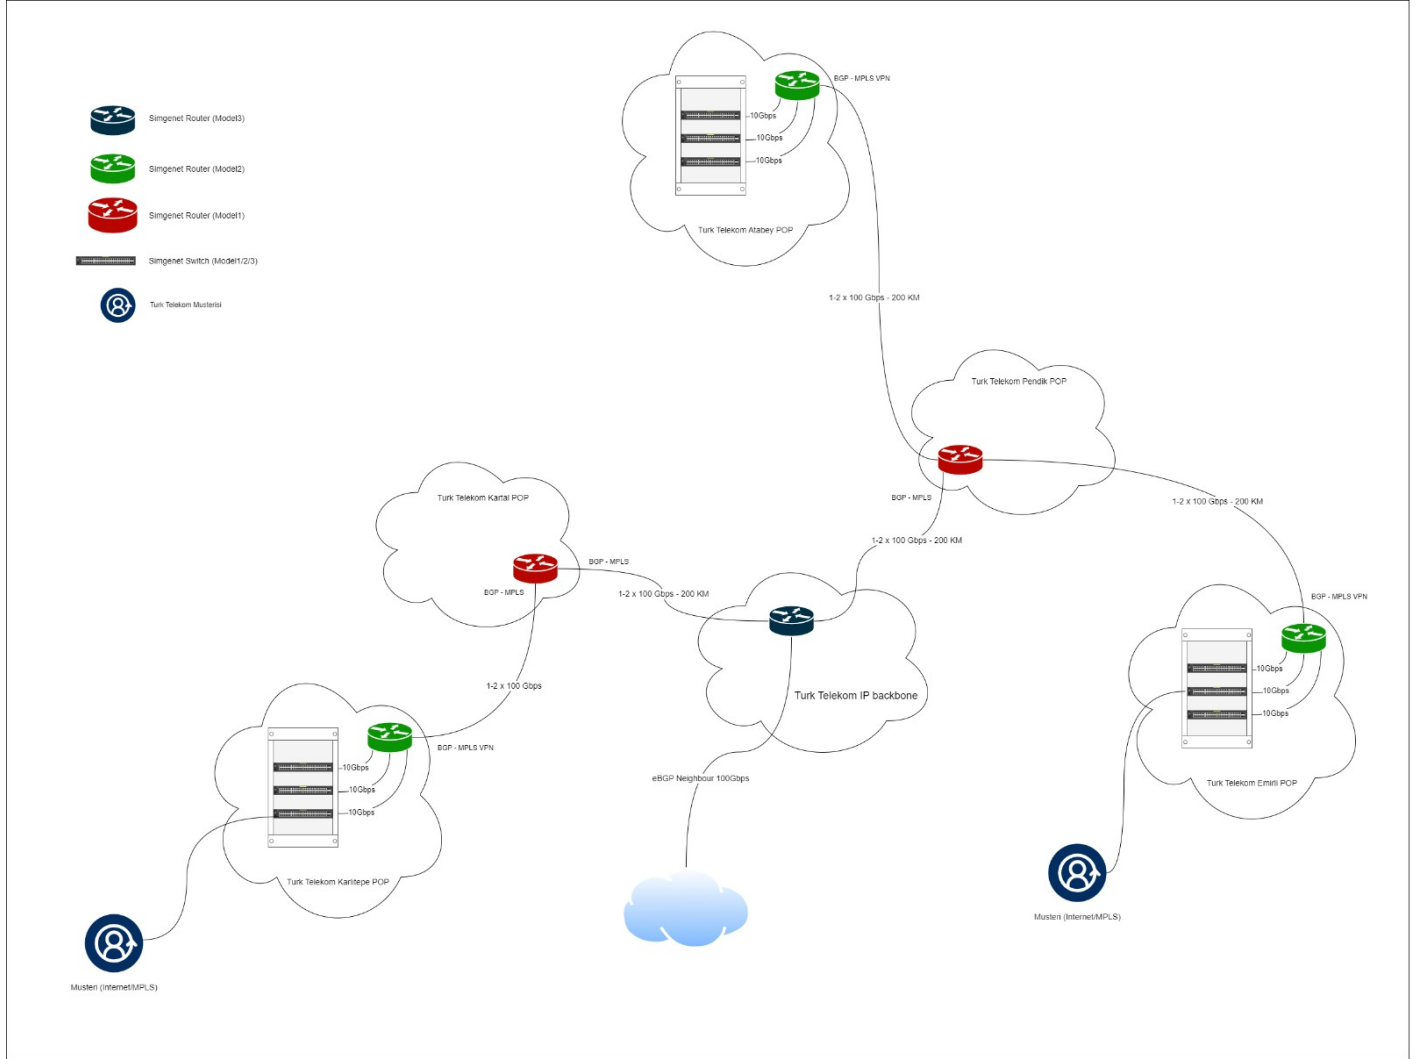 Simgenet Router (Model3)
Simgenet Router (Model2)
Simgenet Router (Model1)
Simgenet Switch (Model1/2/3)
Turk Telekom Musterisi
BGP - MPLS VPN
10Gbps
10Gbps
10Gbps
Turk Telekom Atabey POP
1-2 x 100 Gbps - 200 KM
Turk Telekom Pendik POP
BGP - MPLS
1-2 x 100 Gbps - 200 KM
1-2 x 100 Gbps - 200 KM
Turk Telekom Kartal POP
BGP - MPLS
BGP - MPLS
1-2 x 100 Gbps - 200 KM
1-2 x 100 Gbps
Turk Telekom IP backbone
eBGP Neighbour 100Gbps
BGP - MPLS VPN
10Gbps
10Gbps
10Gbps
Turk Telekom Emirli POP
Musteri (Internet/MPLS)
BGP - MPLS VPN
10Gbps
10Gbps
10Gbps
Turk Telekom Karlitepe POP
Musteri (Internet/MPLS)